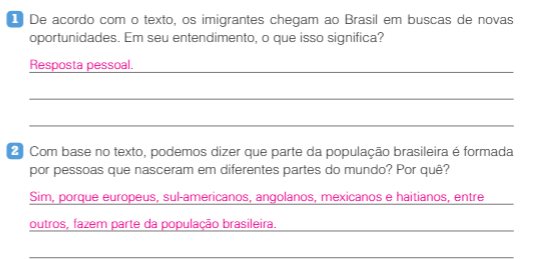 1 De acordo com o texto, os imigrantes chegam ao Brasil em buscas de novas
oportunidades. Em seu entendimento, o que isso significa?
Resposta pessoal.
2 Com base no texto, podemos dizer que parte da população brasileira é formada
por pessoas que nasceram em diferentes partes do mundo? Por quê?
Sim, porque europeus, sul-americanos, angolanos, mexicanos e haitianos, entre
outros, fazem parte da população brasileira.